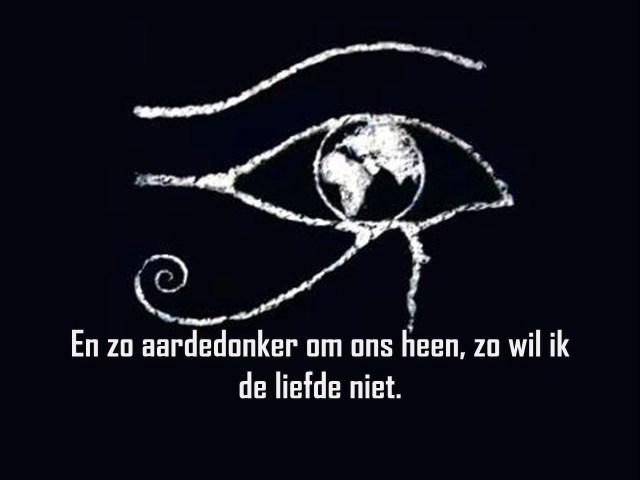 En zo aardedonker om ons heen, zo wil ik
de liefde niet.